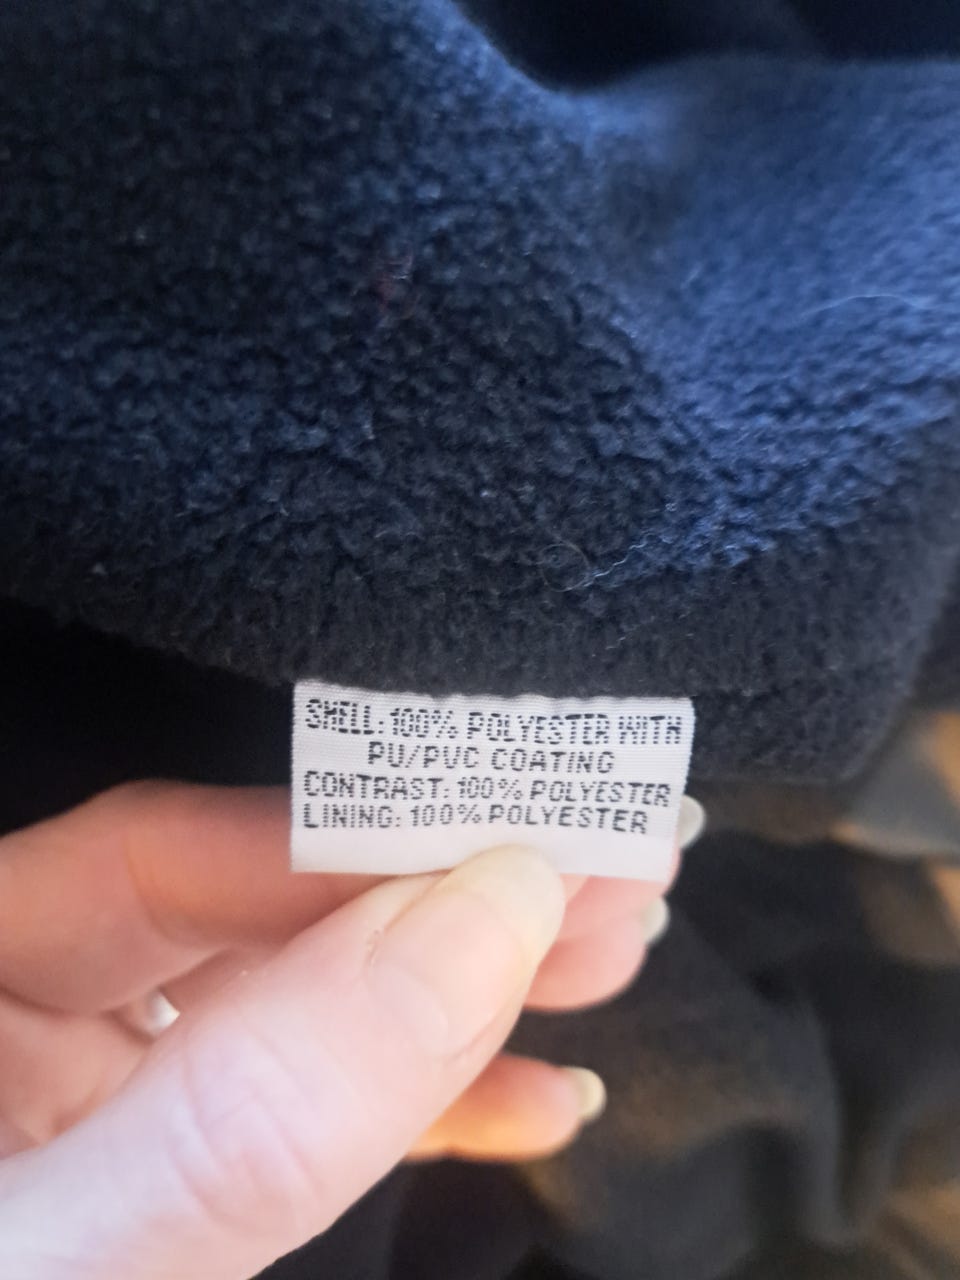 SHELL: 100% POLYESTER WITH
PU/PVC COATING
CONTRAST: 100% POLYESTER
LINING: 100% POLYESTER